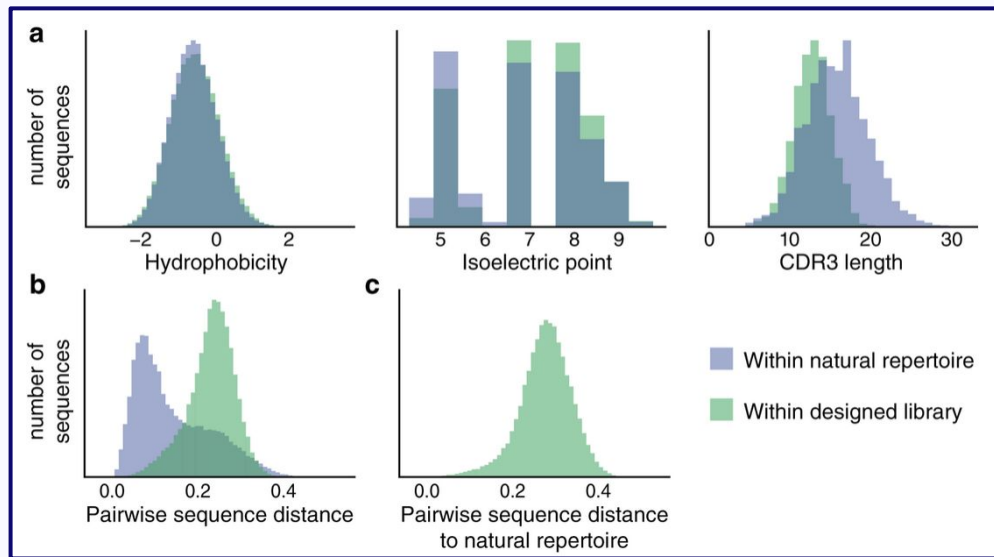 a
number of
sequences
−2 0 2
Hydrophobicity
5 6 7 8 9
Isoelectric point
0 10 20 30
CDR3 length
b
number of
sequences
0.0 0.2 0.4
Pairwise sequence distance
c
0.0 0.2 0.4
Pairwise sequence distance
to natural repertoire
Within natural repertoire
Within designed library